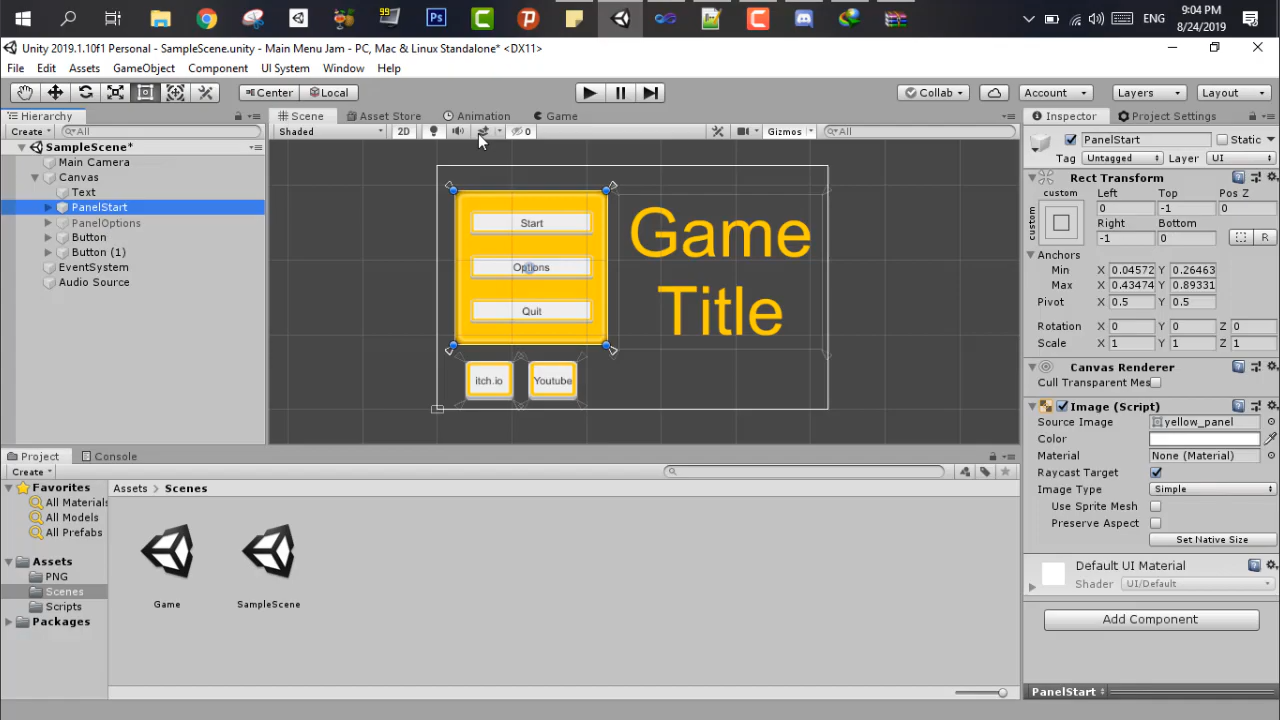 99
ENG
9:04 PM
8/24/2019
Unity 2019.1.10f1 Personal - SampleScene.unity - Main Menu Jam - PC, Mac & Linux Standalone* <DX11>
File Edit Assets GameObject Component UI System Window Help
Center Local Collab Account Layers Layout
Hierarchy Scene Asset Store Animation Game Inspector Project Settings
Create All Shaded 2D 0 Gizmos All PanelStart Static
SampleScene*
Tag Untagged Layer UI
Main Camera
Canvas
Text
PanelStart
PanelOptions
Button
Button (1)
EventSystem
Audio Source
Start
Options
Quit
Game
Title
itch.io Youtube
Rect Transform
custom Left Top Pos Z
custom 0 -1 0
Right Bottom
-1 0 R
Anchors
Min X 0.04572 Y 0.26463
Max X 0.43474 Y 0.89331
Pivot X 0.5 Y 0.5
Rotation X 0 Y 0 Z 0
Scale X 1 Y 1 Z 1
Canvas Renderer
Cull Transparent Mes
Image (Script)
Source Image yellow_panel
Color
Material None (Material)
Raycast Target
Image Type Simple
Use Sprite Mesh
Preserve Aspect
Set Native Size
Default UI Material
Shader UI/Default
Add Component
PanelStart
Project Console
Create
Favorites
All Materials
All Models
All Prefabs
Assets
PNG
Scenes
Scripts
Packages
Assets > Scenes
Game SampleScene